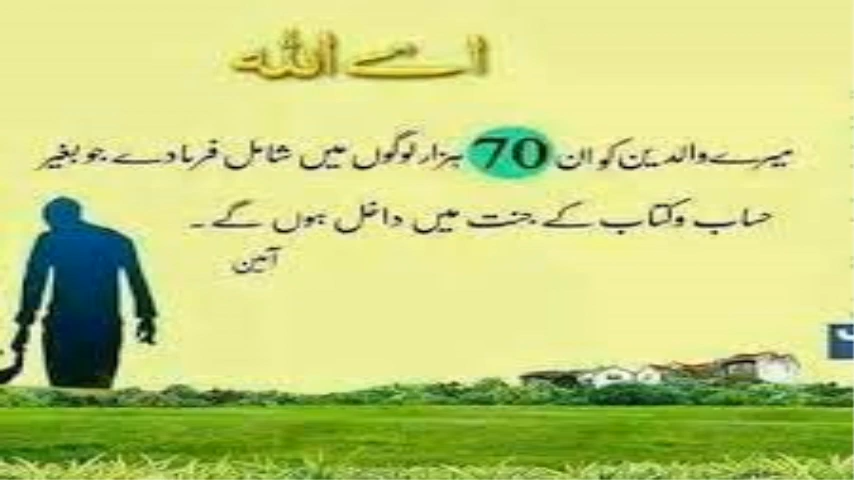 اے اللہ
میرے والدین کو ان 70 ہزار لوگوں میں شامل فرما دے جو بغیر
حساب و کتاب کے جنت میں داخل ہوں گے ۔
آمین